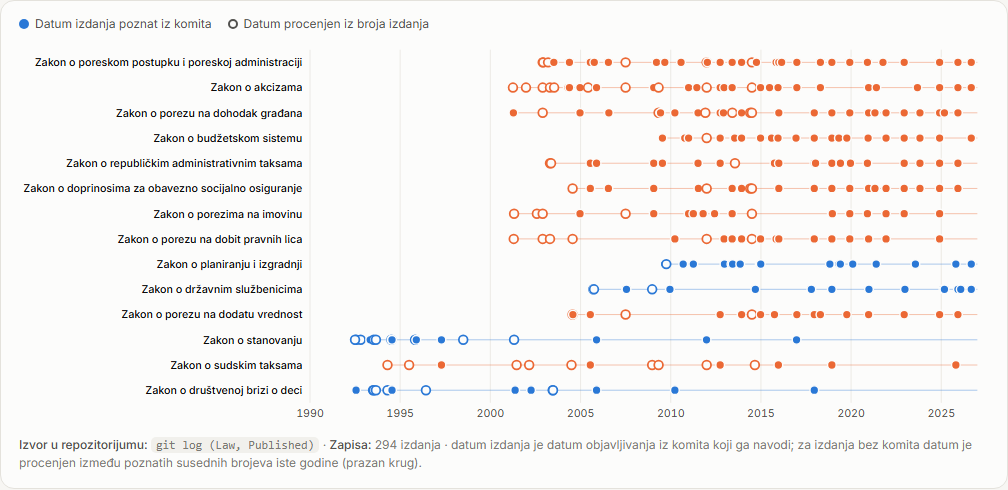 Datum izdanja poznat iz komita Datum procenjen iz broja izdanja
Zakon o poreskom postupku i poreskoj administraciji
Zakon o akcizama
Zakon o porezu na dohodak građana
Zakon o budžetskom sistemu
Zakon o republičkim administrativnim taksama
Zakon o doprinosima za obavezno socijalno osiguranje
Zakon o porezima na imovinu
Zakon o porezu na dobit pravnih lica
Zakon o planiranju i izgradnji
Zakon o državnim službenicima
Zakon o porezu na dodatu vrednost
Zakon o stanovanju
Zakon o sudskim taksama
Zakon o društvenoj brizi o deci
1990 1995 2000 2005 2010 2015 2020 2025
Izvor u repozitorijumu: git log (Law, Published) · Zapisa: 294 izdanja · datum izdanja je datum objavljivanja iz komita koji ga navodi; za izdanja bez komita datum je
procenjen između poznatih susednih brojeva iste godine (prazan krug).